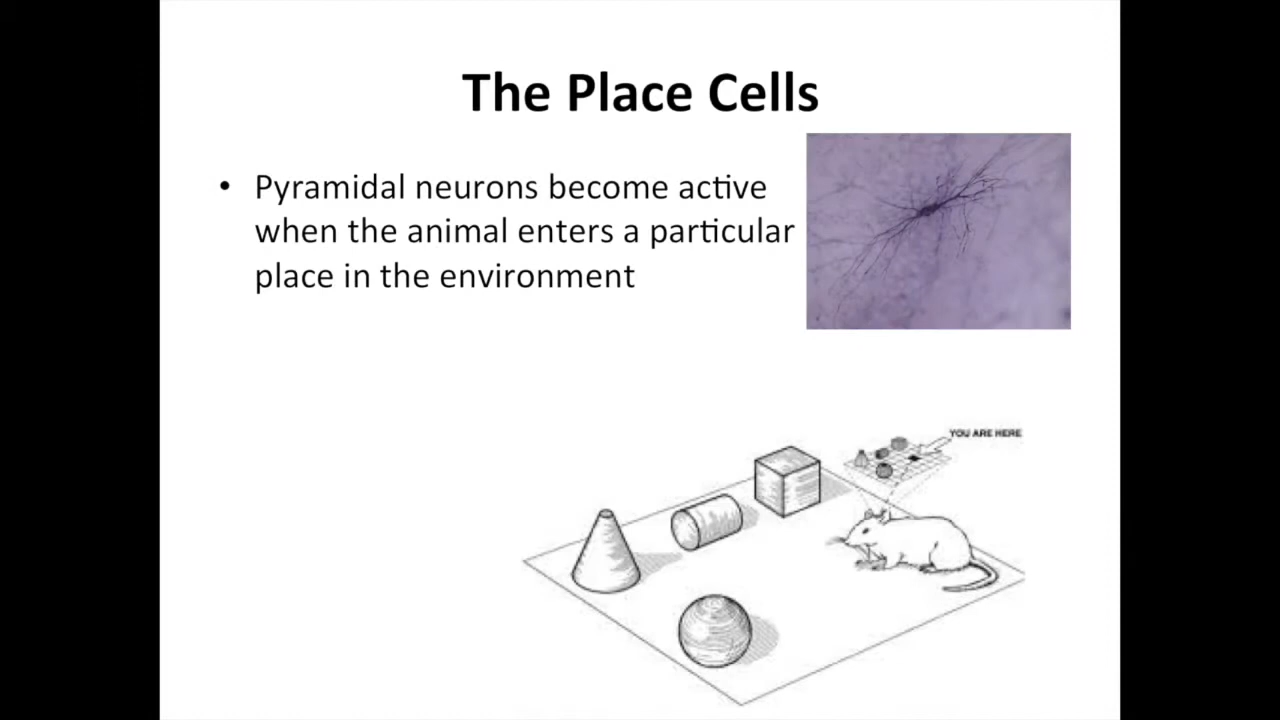 The Place Cells
• Pyramidal neurons become active
when the animal enters a particular
place in the environment
YOU ARE HERE